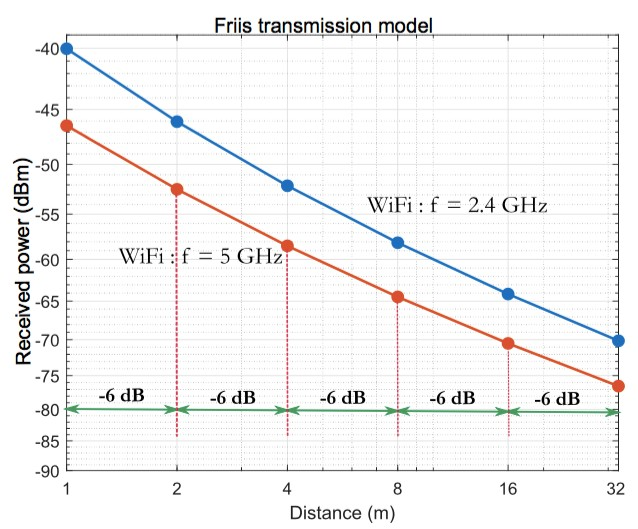 Friis transmission model
Received power (dBm)
-40
-45
-50
-55
-60
-65
-70
-75
-80
-85
-90
WiFi : f = 2.4 GHz
WiFi : f = 5 GHz
-6 dB -6 dB -6 dB -6 dB -6 dB
1 2 4 8 16 32
Distance (m)